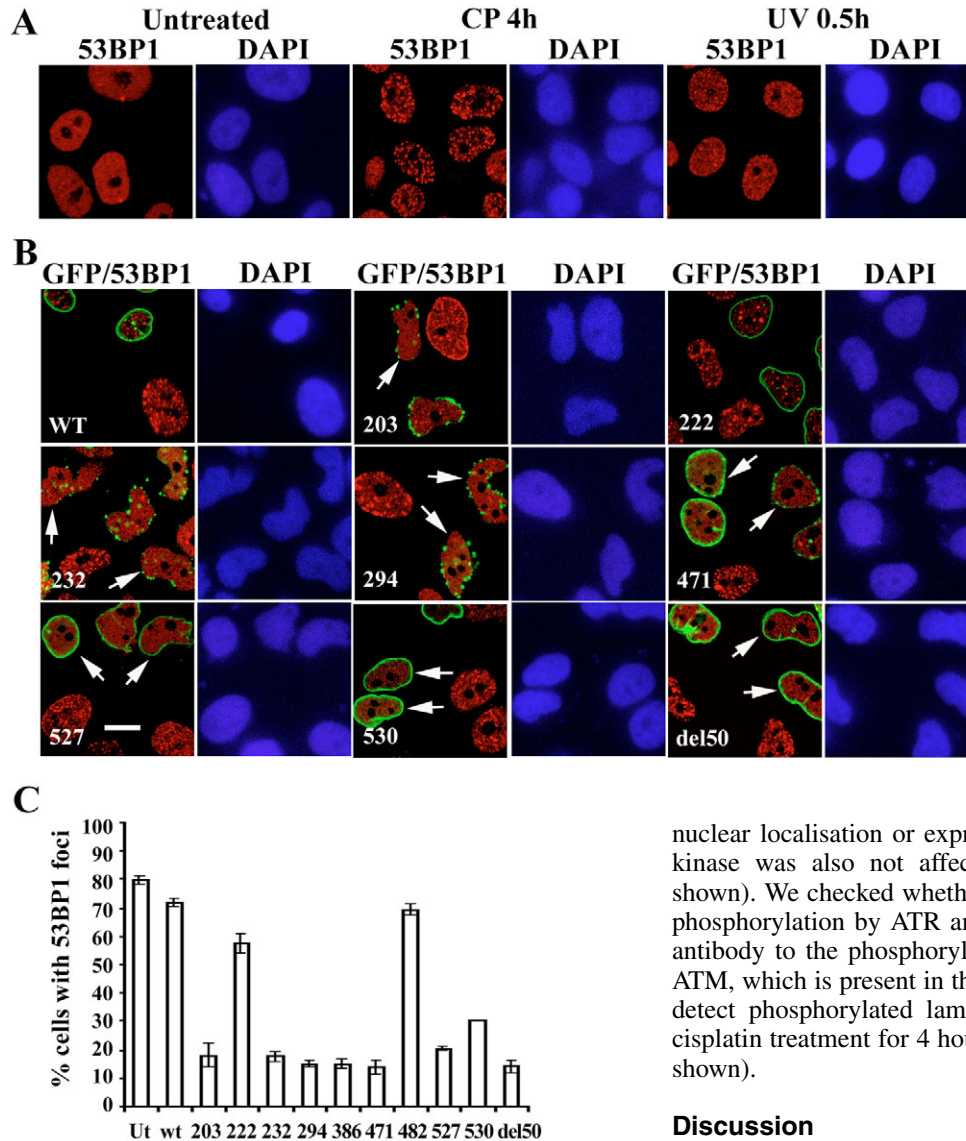 A
Untreated CP 4h UV 0.5h
53BP1 DAPI 53BP1 DAPI 53BP1 DAPI
B
GFP/53BP1 DAPI GFP/53BP1 DAPI GFP/53BP1 DAPI
WT 203 222
232 294 471
527 530 del50
C
% cells with 53BP1 foci
100
90
80
70
60
50
40
30
20
10
0
Ut wt 203 222 232 294 386 471 482 527 530 del50
nuclear localisation or expr
kinase was also not affec
shown). We checked wheth
phosphorylation by ATR an
antibody to the phosphoryl
ATM, which is present in th
detect phosphorylated lam
cisplatin treatment for 4 hou
shown).
Discussion